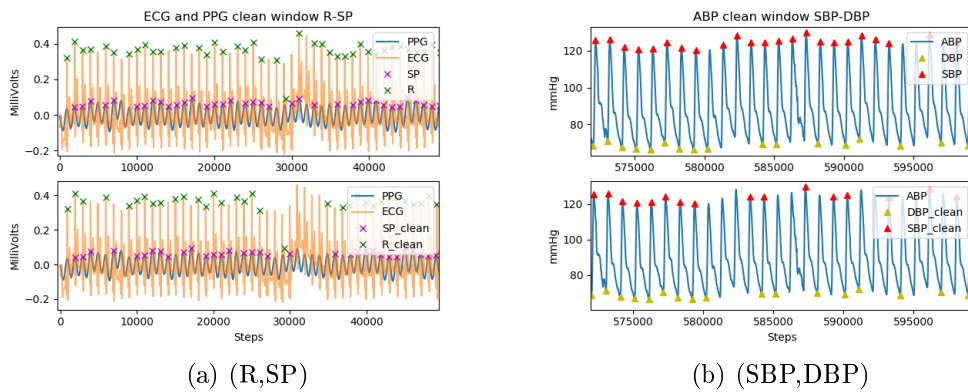 ECG and PPG clean window R-SP
MilliVolts
0.4
0.2
0.0
−0.2
0
10000
20000
30000
40000
PPG
ECG
SP
R
MilliVolts
0.4
0.2
0.0
−0.2
0
10000
20000
30000
40000
Steps
PPG
ECG
SP_clean
R_clean
(a) (R,SP)
ABP clean window SBP-DBP
mmHg
120
100
80
575000
580000
585000
590000
595000
ABP
DBP
SBP
mmHg
120
100
80
575000
580000
585000
590000
595000
Steps
ABP
DBP_clean
SBP_clean
(b) (SBP,DBP)